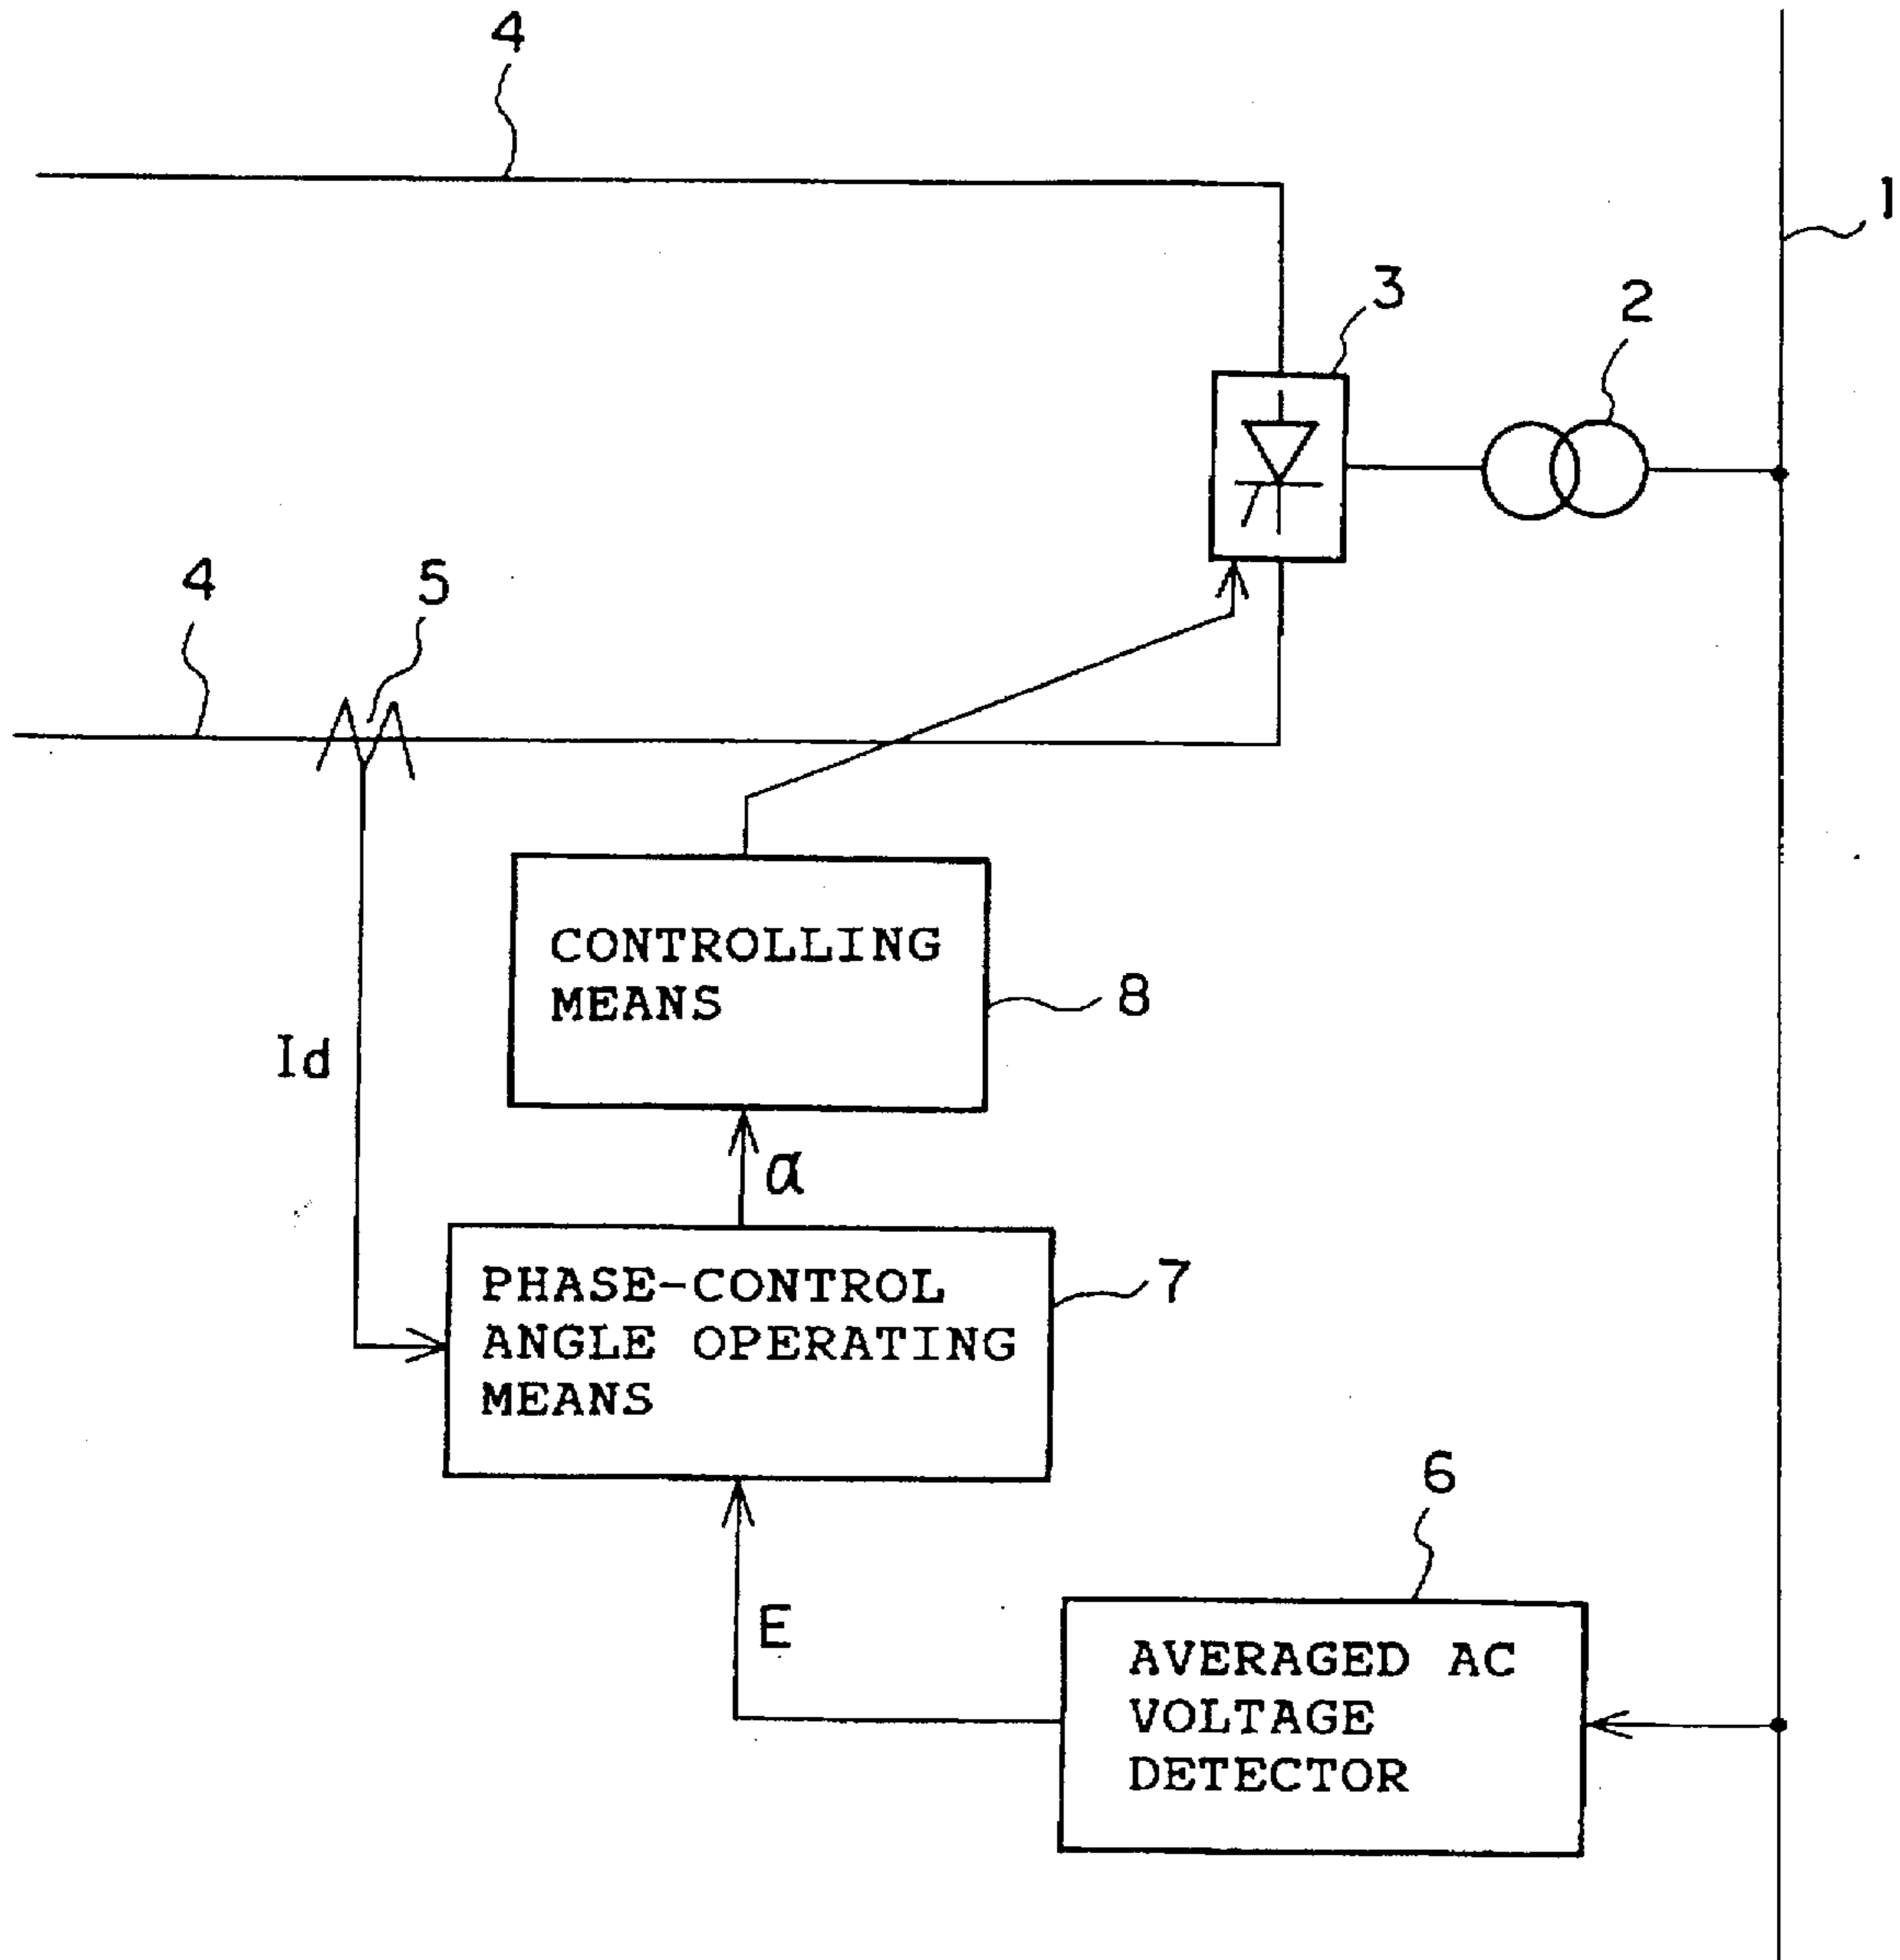 4
1
3
2
4
5
CONTROLLING
MEANS
8
Id
α
PHASE-CONTROL
ANGLE OPERATING
MEANS
7
6
E
AVERAGED AC
VOLTAGE
DETECTOR